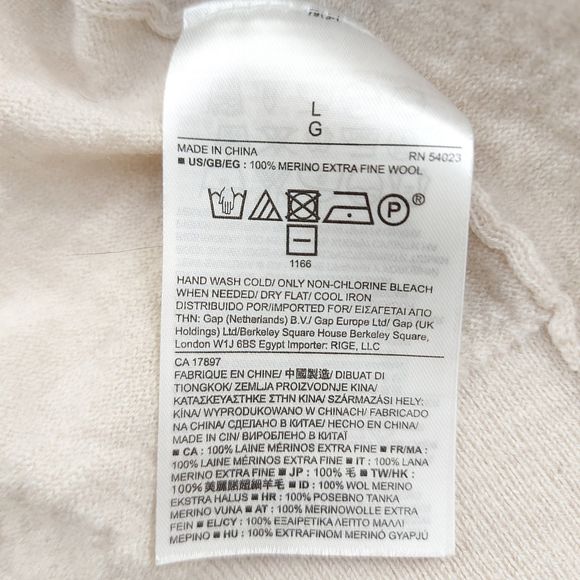 L
G
MADE IN CHINA RN 54023
■ US/GB/EG : 100% MERINO EXTRA FINE WOOL
P®
1166
HAND WASH COLD/ ONLY NON-CHLORINE BLEACH
WHEN NEEDED/ DRY FLAT/ COOL IRON
DISTRIBUIDO POR/IMPORTED FOR/ ΕΙΣΑΓΕΤΑΙ ΑΠΟ
ΤΗΝ: Gap (Netherlands) B.V./ Gap Europe Ltd/ Gap (UK
Holdings) Ltd/Berkeley Square House Berkeley Square,
London W1J 6BS Egypt Importer: RIGE, LLC
CA 17897
FABRIQUE EN CHINE/ 中國製造/ DIBUAT DI
TIONGKOK/ ZEMLJA PROIZVODNJE KINA/
ΚΑΤΑΣΚΕΥΑΣΤΗΚΕ ΣΤΗΝ ΚΙΝΑ/ SZÁRMAZÁSI HELY:
KÍNA/ WYPRODUKOWANO W CHINACH/ FABRICADO
NA CHINA/ СДЕЛАНО В КИТАЕ/ HECHO EN CHINA/
MADE IN CIN/ ВИРОБЛЕНО В КИТАЇ
■ CA : 100% LAINE MÉRINOS EXTRA FINE ■ FR/MA :
100% LAINE MÉRINOS EXTRA FINE ■ IT : 100% LANA
MERINO EXTRA FINE ■ JP : 100% 毛 ■ TW/HK :
100% 美麗諾超細羊毛 ■ ID : 100% WOL MERINO
EKSTRA HALUS ■ HR : 100% POSEBNO TANKA
MERINO VUNA ■ AT : 100% MERINOWOLLE EXTRA
FEIN ■ EL/CY : 100% ΕΞΑΙΡΕΤΙΚΑ ΛΕΠΤΟ ΜΑΛΛΙ
ΜΕΡΙΝΟ ■ HU : 100% EXTRAFINOM MERINÓ GYAPJÚ